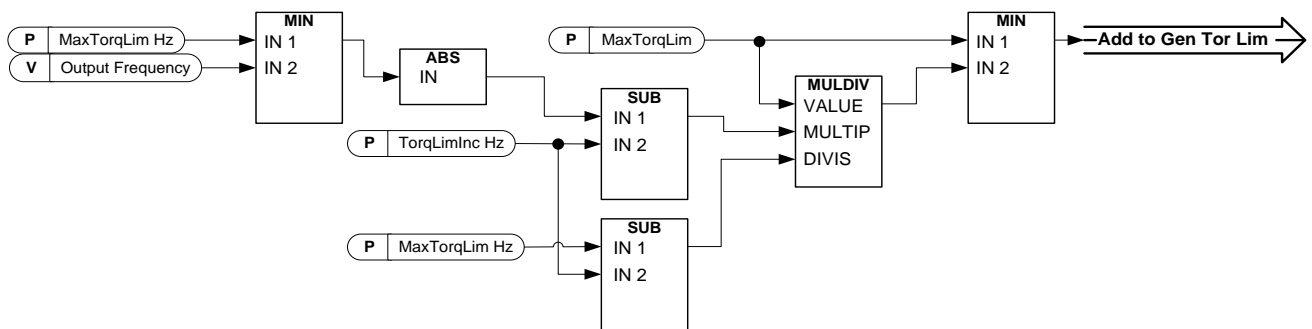 MIN
P MaxTorqLim Hz
IN 1
V Output Frequency
IN 2
ABS
IN
P TorqLimInc Hz
SUB
IN 1
IN 2
P MaxTorqLim Hz
SUB
IN 1
IN 2
P MaxTorqLim
MULDIV
VALUE
MULTIP
DIVIS
MIN
IN 1
IN 2
Add to Gen Tor Lim